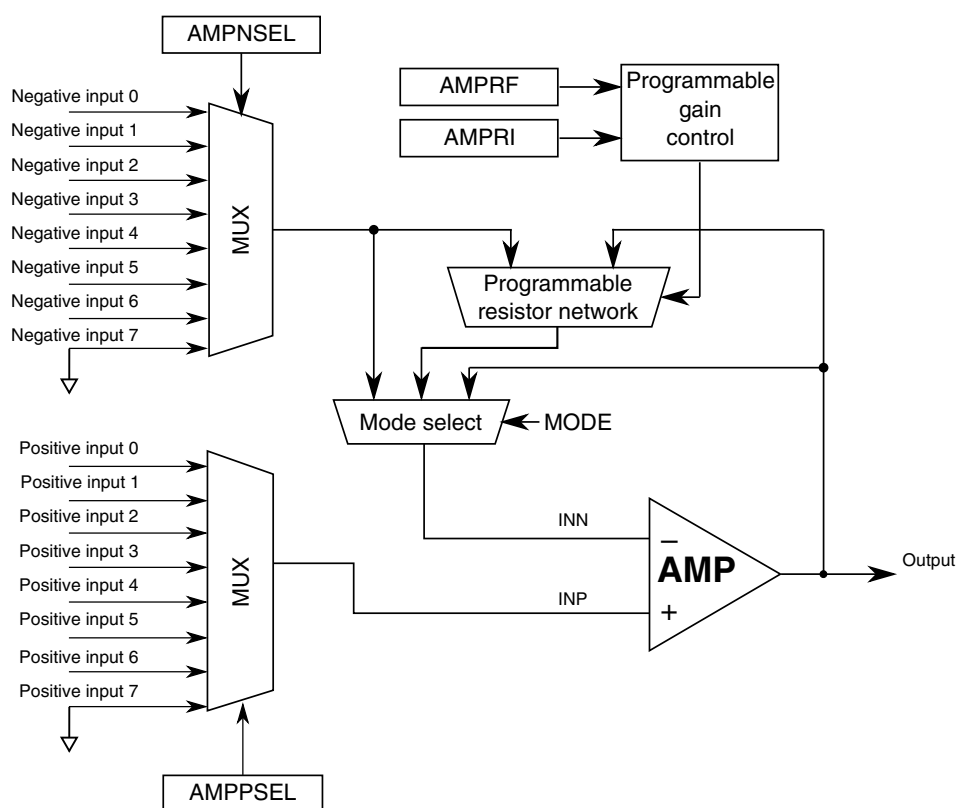 AMPNSEL
Negative input 0
Negative input 1
Negative input 2
Negative input 3
Negative input 4
Negative input 5
Negative input 6
Negative input 7
MUX
AMPRF
AMPRI
Programmable
gain
control
Programmable
resistor network
Mode select
MODE
Positive input 0
Positive input 1
Positive input 2
Positive input 3
Positive input 4
Positive input 5
Positive input 6
Positive input 7
MUX
INN
INP
−
AMP
+
Output
AMPPSEL